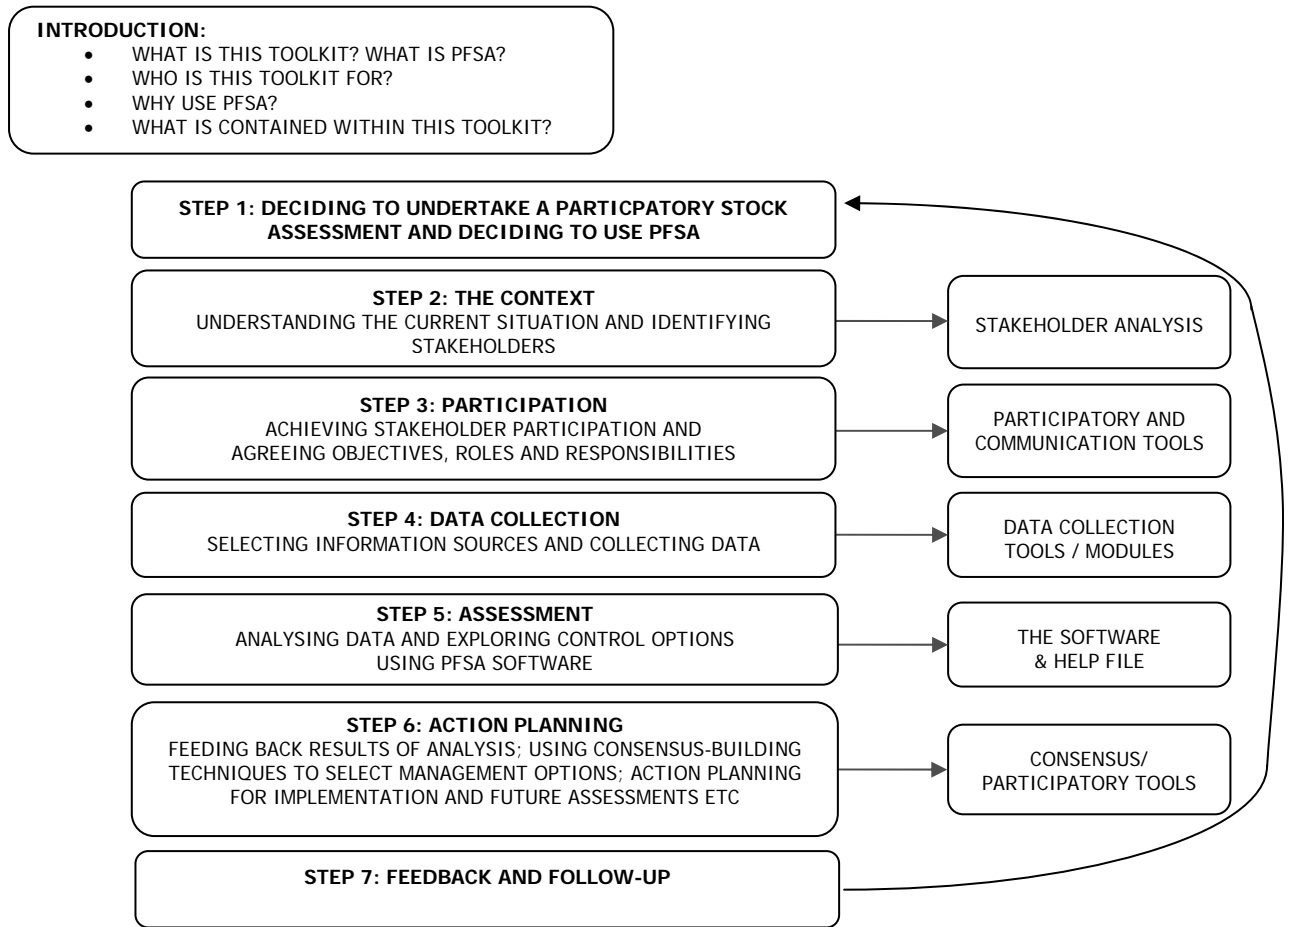 INTRODUCTION:
• WHAT IS THIS TOOLKIT? WHAT IS PFSA?
• WHO IS THIS TOOLKIT FOR?
• WHY USE PFSA?
• WHAT IS CONTAINED WITHIN THIS TOOLKIT?
STEP 1: DECIDING TO UNDERTAKE A PARTICPATORY STOCK
ASSESSMENT AND DECIDING TO USE PFSA
STEP 2: THE CONTEXT
UNDERSTANDING THE CURRENT SITUATION AND IDENTIFYING
STAKEHOLDERS
STAKEHOLDER ANALYSIS
STEP 3: PARTICIPATION
ACHIEVING STAKEHOLDER PARTICIPATION AND
AGREEING OBJECTIVES, ROLES AND RESPONSIBILITIES
PARTICIPATORY AND
COMMUNICATION TOOLS
STEP 4: DATA COLLECTION
SELECTING INFORMATION SOURCES AND COLLECTING DATA
DATA COLLECTION
TOOLS / MODULES
STEP 5: ASSESSMENT
ANALYSING DATA AND EXPLORING CONTROL OPTIONS
USING PFSA SOFTWARE
THE SOFTWARE
& HELP FILE
STEP 6: ACTION PLANNING
FEEDING BACK RESULTS OF ANALYSIS; USING CONSENSUS-BUILDING
TECHNIQUES TO SELECT MANAGEMENT OPTIONS; ACTION PLANNING
FOR IMPLEMENTATION AND FUTURE ASSESSMENTS ETC
CONSENSUS/
PARTICIPATORY TOOLS
STEP 7: FEEDBACK AND FOLLOW-UP